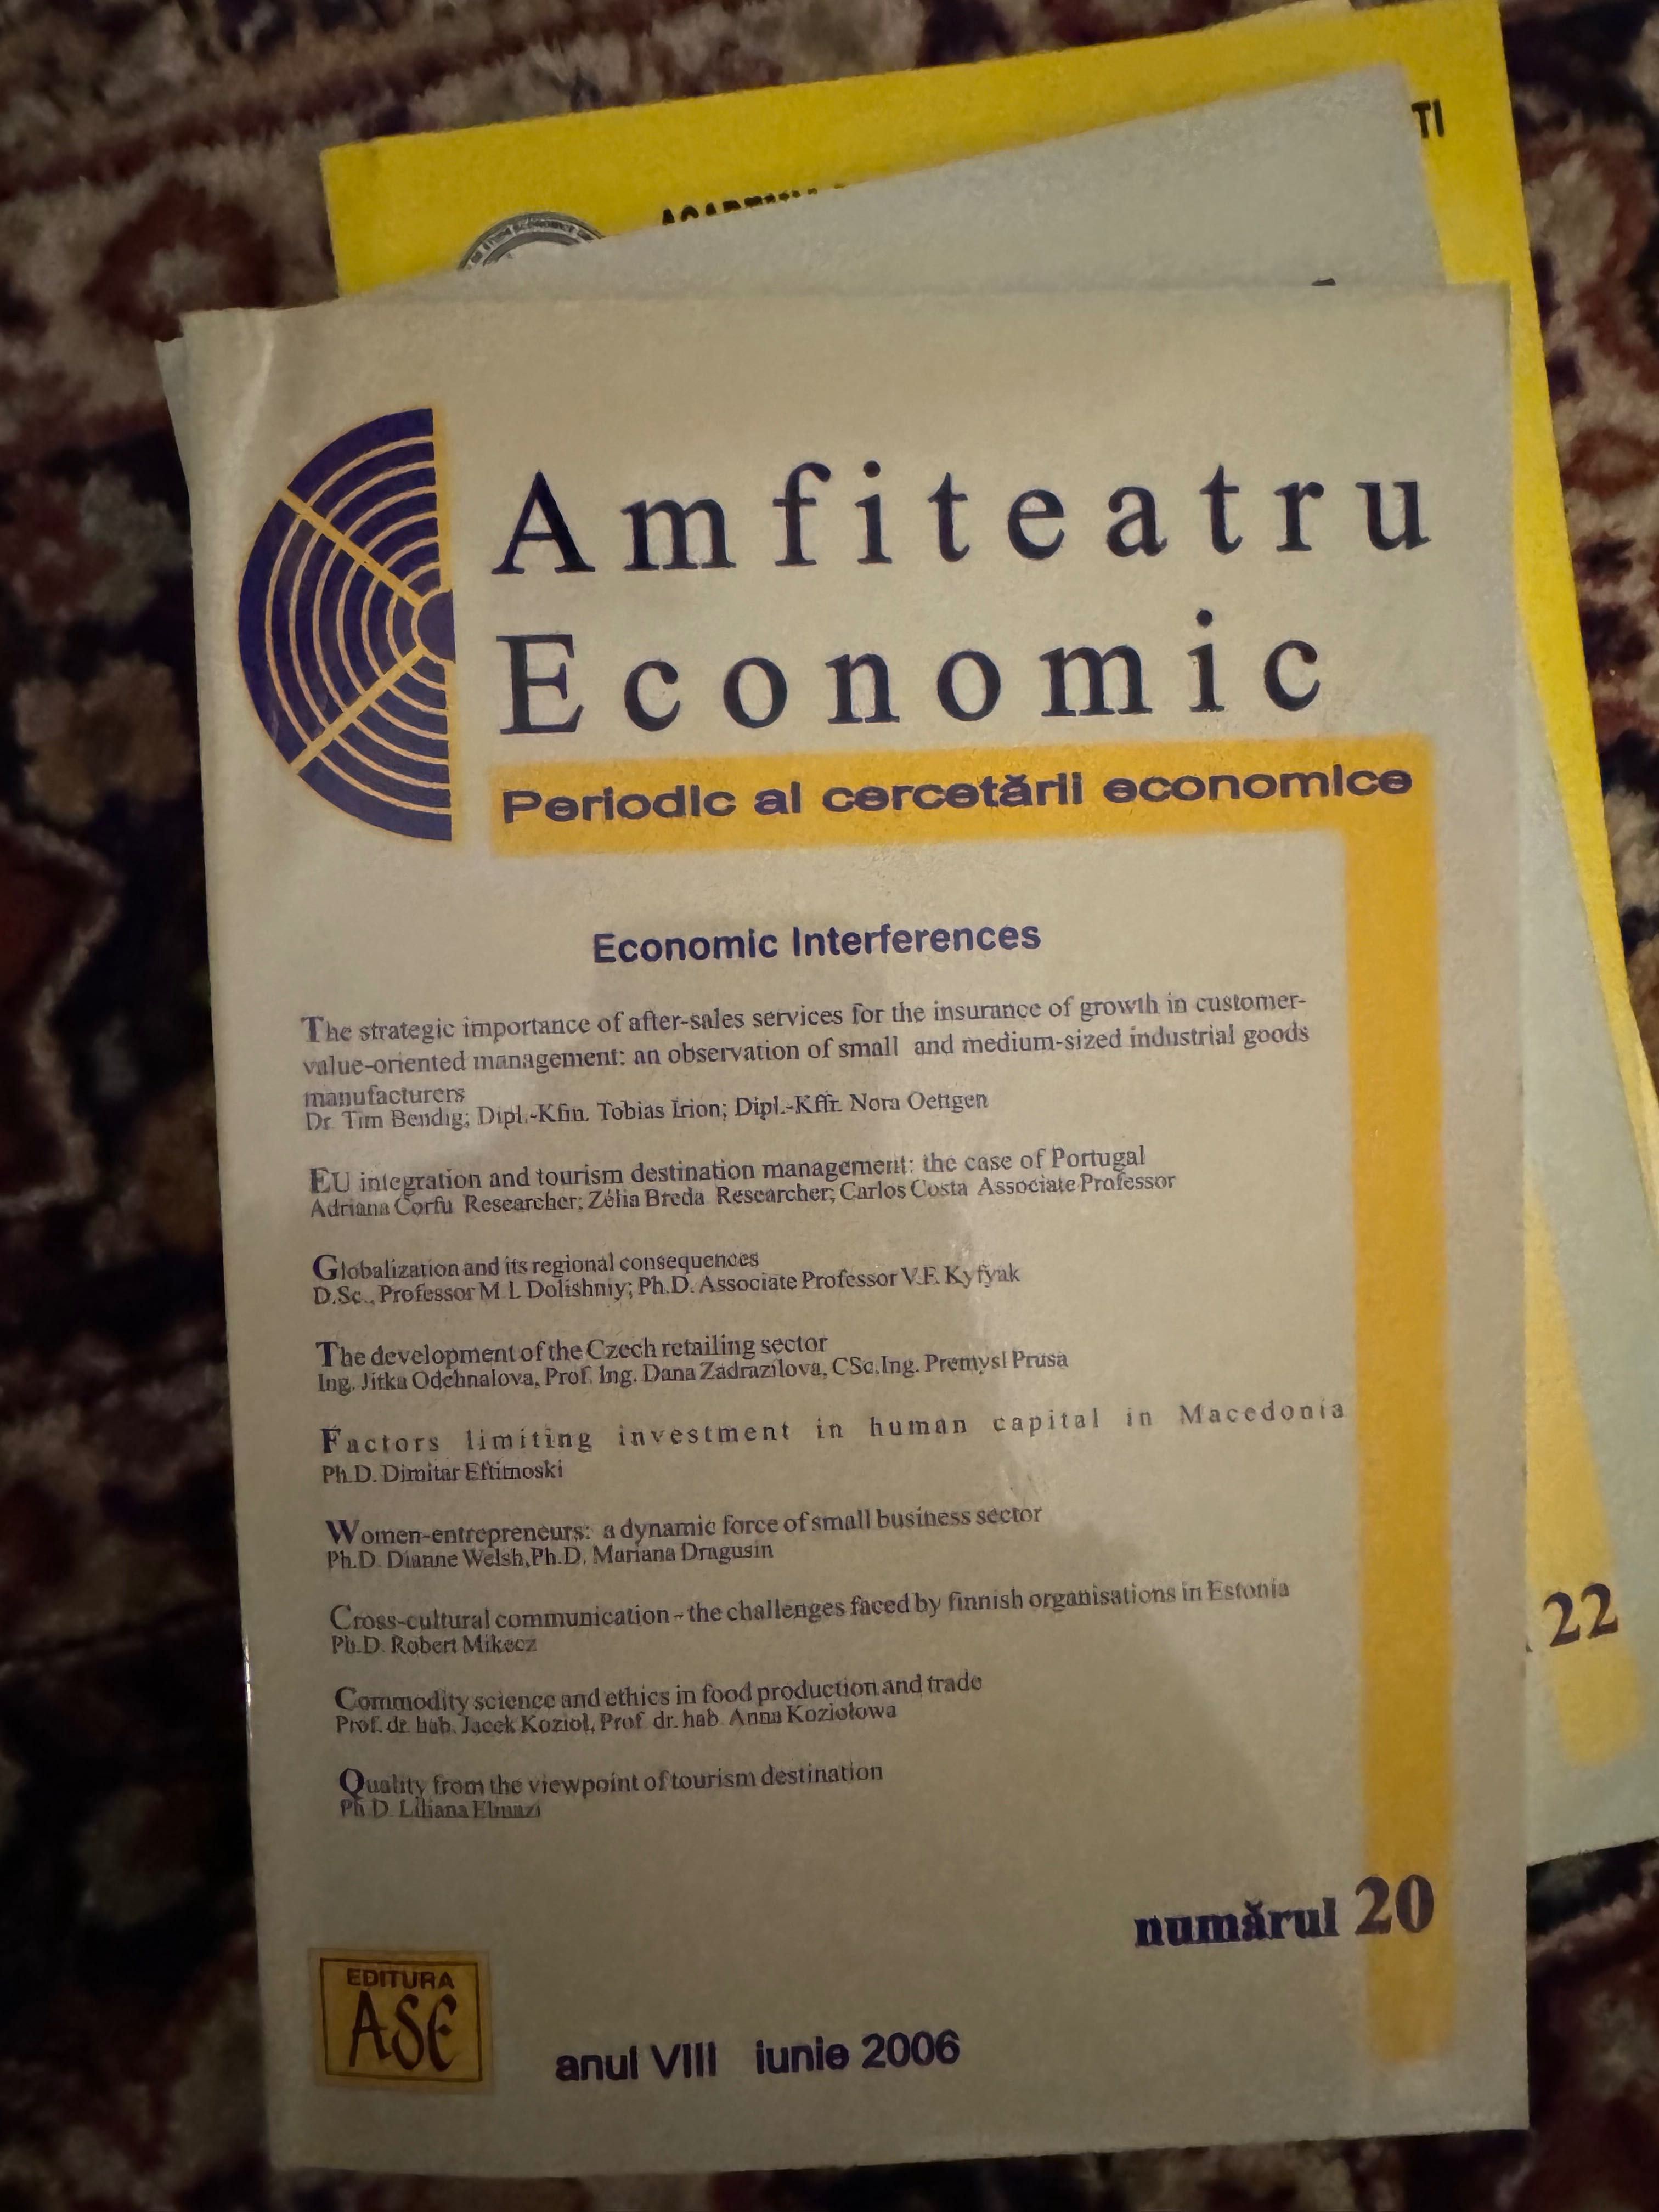 TI
Amfiteatru
Economic
Periodic al cercetării economice
Economic Interferences
The strategic importance of after-sales services for the insurance of growth in customer-
value-oriented management: an observation of small and medium-sized industrial goods
manufacturers
Dr. Tim Bendig; Dipl.-Kfm. Tobias Irion; Dipl.-Kffr. Nora Oettgen
EU integration and tourism destination management: the case of Portugal
Adriana Corfu Researcher; Zélia Breda Researcher; Carlos Costa Associate Professor
Globalization and its regional consequences
D.Sc., Professor M.I. Dolishniy; Ph.D. Associate Professor V.F. Kyfyak
The development of the Czech retailing sector
Ing. Jitka Odehnalova, Prof. Ing. Dana Zadrazilova, CSc,Ing. Premysl Prusa
Factors limiting investment in human capital in Macedonia
Ph.D. Dimitar Eftimoski
Women-entrepreneurs: a dynamic force of small business sector
Ph.D. Dianne Welsh,Ph.D. Mariana Dragusin
Cross-cultural communication - the challenges faced by finnish organisations in Estonia
Ph.D. Robert Mikecz
22
Commodity science and ethics in food production and trade
Prof. dr. hab. Jacek Kozioł, Prof. dr. hab. Anna Koziołowa
Quality from the viewpoint of tourism destination
Ph.D. Liliana Elmazi
numărul 20
EDITURA
ASE
anul VIII iunie 2006